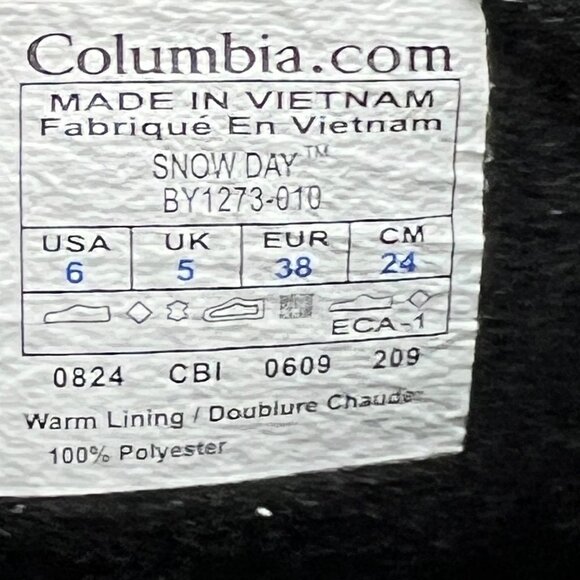 Columbia.com
MADE IN VIETNAM
Fabriqué En Vietnam
SNOW DAY™
BY1273-010
USA UK EUR CM
6 5 38 24
ECA-1
0824 CBI 0609 209
Warm Lining / Doublure Chaude
100% Polyester